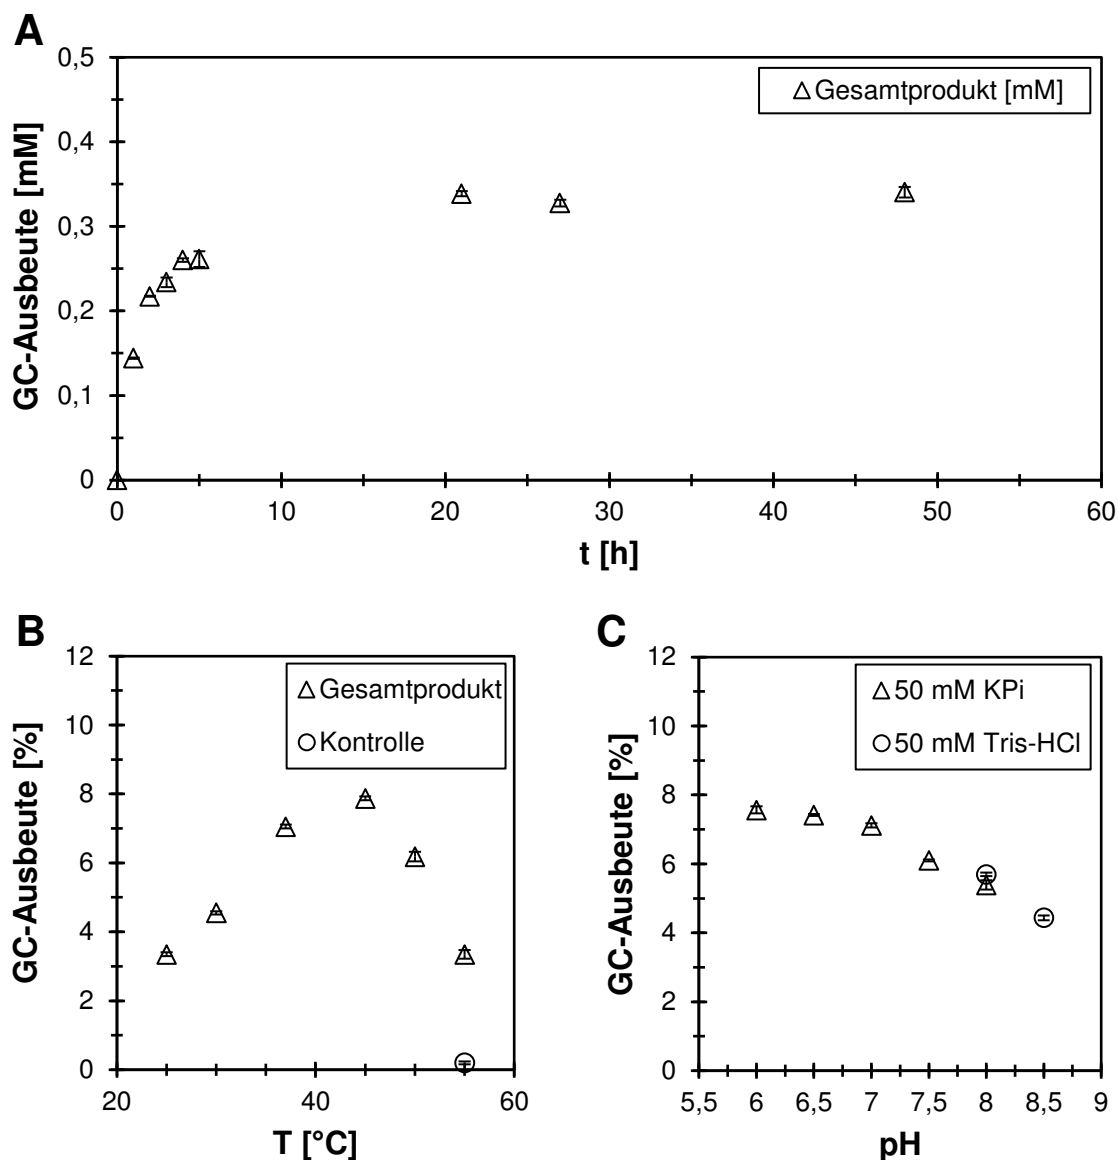 A
0,5
0,4
0,3
0,2
0,1
0
GC-Ausbeute [mM]
Gesamtprodukt [mM]
0 10 20 30 40 50 60
t [h]
B
12
10
8
6
4
2
0
GC-Ausbeute [%]
Gesamtprodukt
Kontrolle
20 40 60
T [°C]
C
12
10
8
6
4
2
0
GC-Ausbeute [%]
50 mM KPi
50 mM Tris-HCl
5,5 6 6,5 7 7,5 8 8,5 9
pH